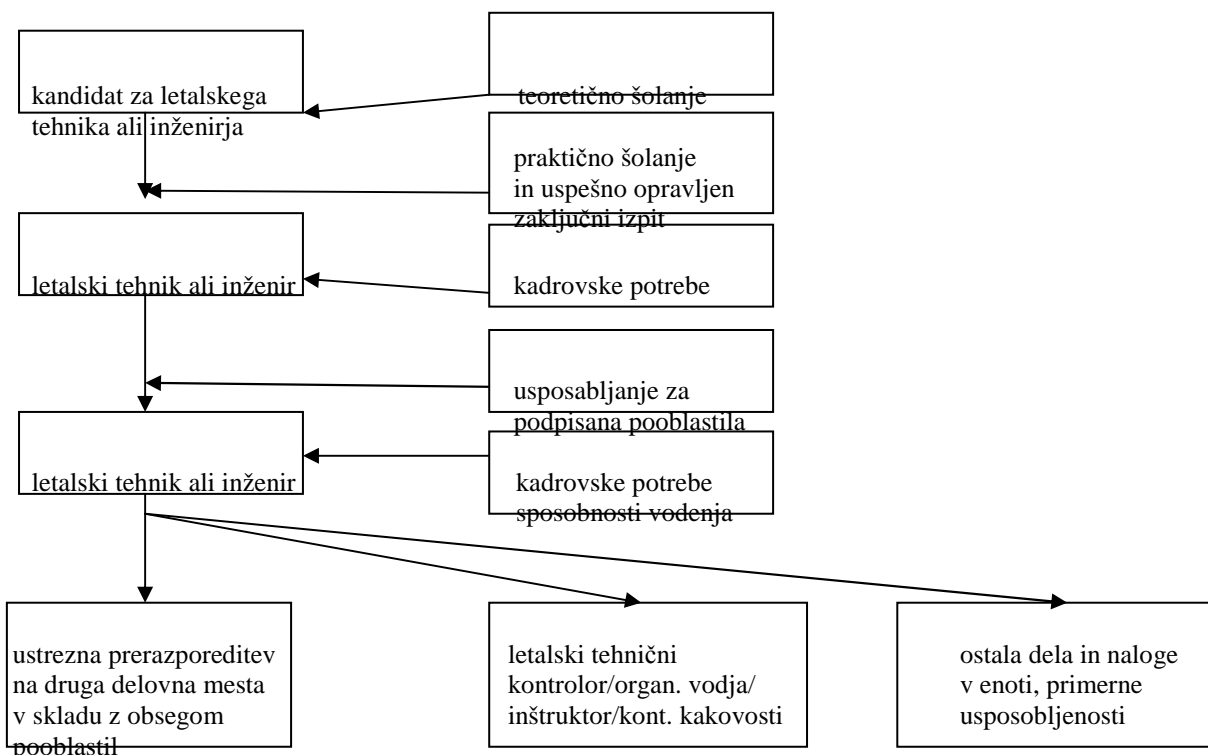 kandidat za letalskega
tehnika ali inženirja
teoretično šolanje
praktično šolanje
in uspešno opravljen
zaključni izpit
letalski tehnik ali inženir
kadrovske potrebe
usposabljanje za
podpisana pooblastila
letalski tehnik ali inženir
kadrovske potrebe
sposobnosti vodenja
ustrezna prerazporeditev
na druga delovna mesta
v skladu z obsegom
pooblastil
letalski tehnični
kontrolor/organ. vodja/
inštruktor/kont. kakovosti
ostala dela in naloge
v enoti, primerne
usposobljenosti